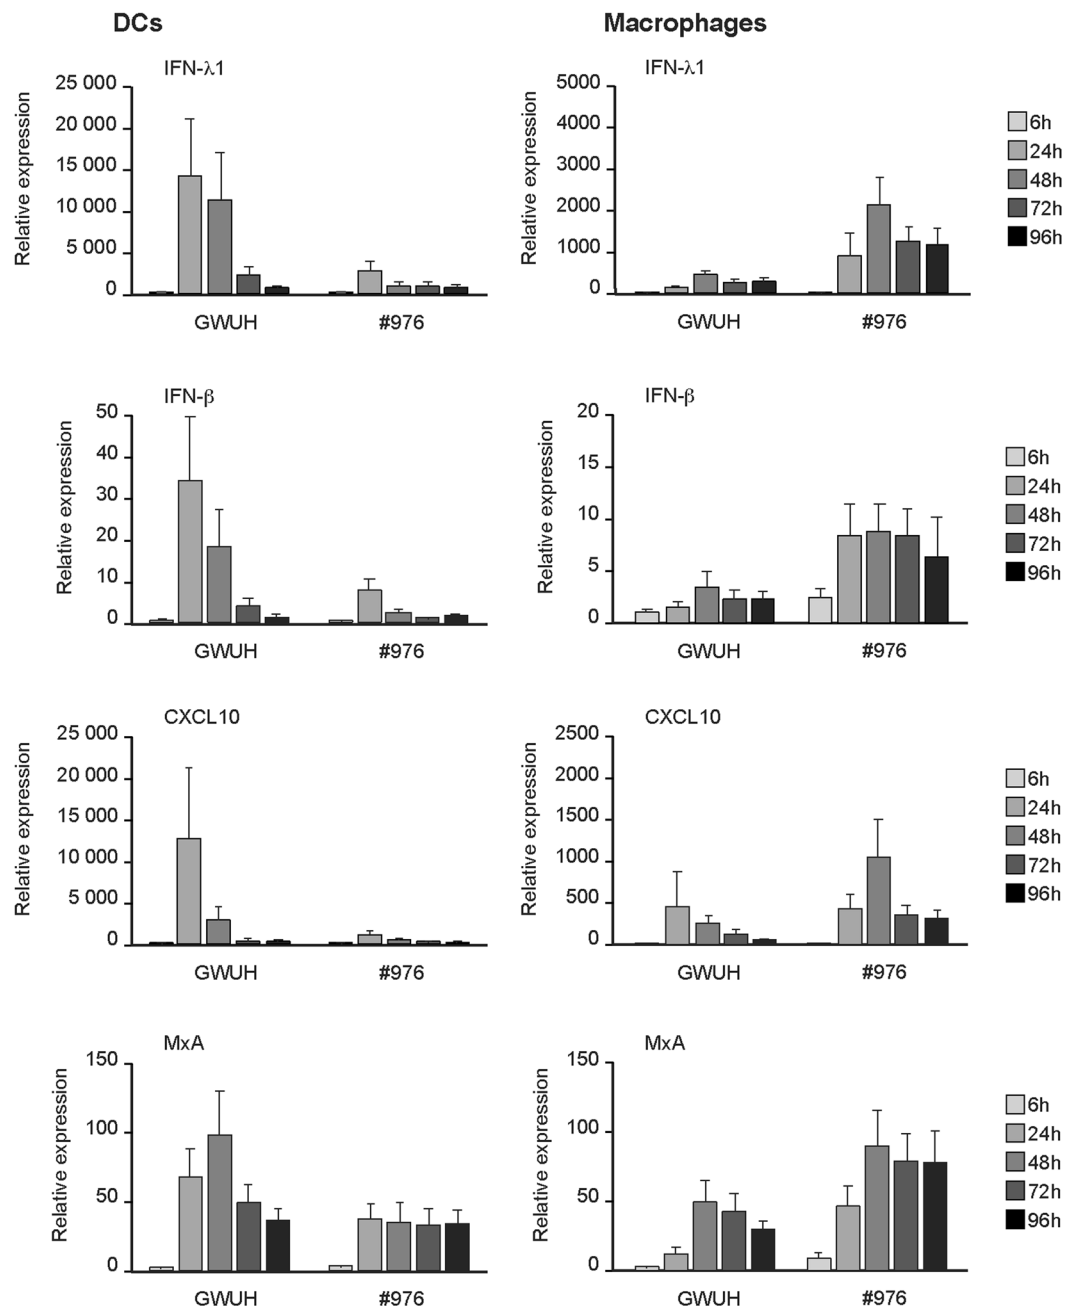 DCs
Macrophages
IFN-λ1
Relative expression
25 000
20 000
15 000
10 000
5 000
0
GWUH
#976
IFN-λ1
Relative expression
5000
4000
3000
2000
1000
0
GWUH
#976
6h
24h
48h
72h
96h
IFN-β
Relative expression
50
40
30
20
10
0
GWUH
#976
IFN-β
Relative expression
20
15
10
5
0
GWUH
#976
6h
24h
48h
72h
96h
CXCL10
Relative expression
25 000
20 000
15 000
10 000
5 000
0
GWUH
#976
CXCL10
Relative expression
2500
2000
1500
1000
500
0
GWUH
#976
6h
24h
48h
72h
96h
MxA
Relative expression
150
100
50
0
GWUH
#976
MxA
Relative expression
150
100
50
0
GWUH
#976
6h
24h
48h
72h
96h